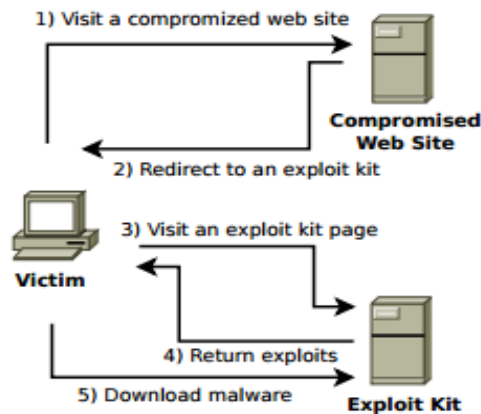 1) Visit a compromized web site
Compromised
Web Site
2) Redirect to an exploit kit
3) Visit an exploit kit page
Victim
4) Return exploits
5) Download malware
Exploit Kit